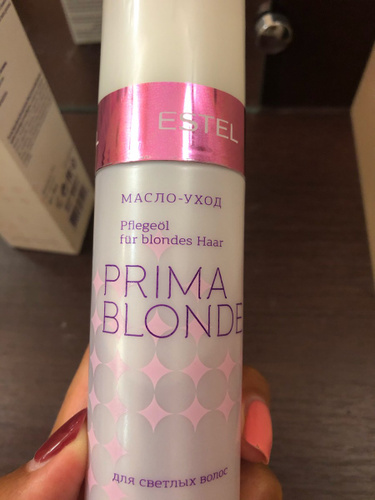 ESTEL
МАСЛО-УХОД
Pflegeöl
für blondes Haar
PRIMA
BLONDE
для светлых волос